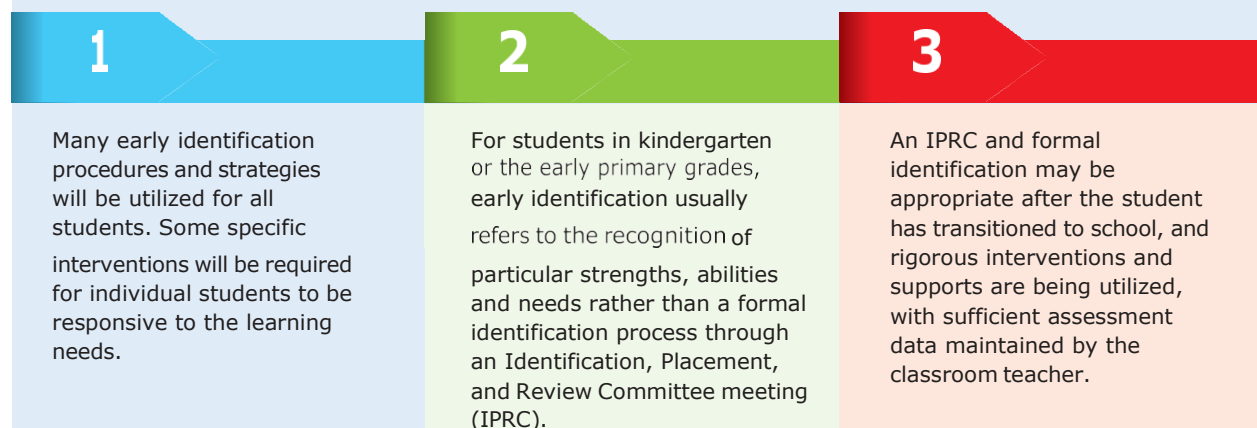 1
Many early identification
procedures and strategies
will be utilized for all
students. Some specific
interventions will be required
for individual students to be
responsive to the learning
needs.
2
For students in kindergarten
or the early primary grades,
early identification usually
refers to the recognition of
particular strengths, abilities
and needs rather than a formal
identification process through
an Identification, Placement,
and Review Committee meeting
(IPRC).
3
An IPRC and formal
identification may be
appropriate after the student
has transitioned to school, and
rigorous interventions and
supports are being utilized,
with sufficient assessment
data maintained by the
classroom teacher.